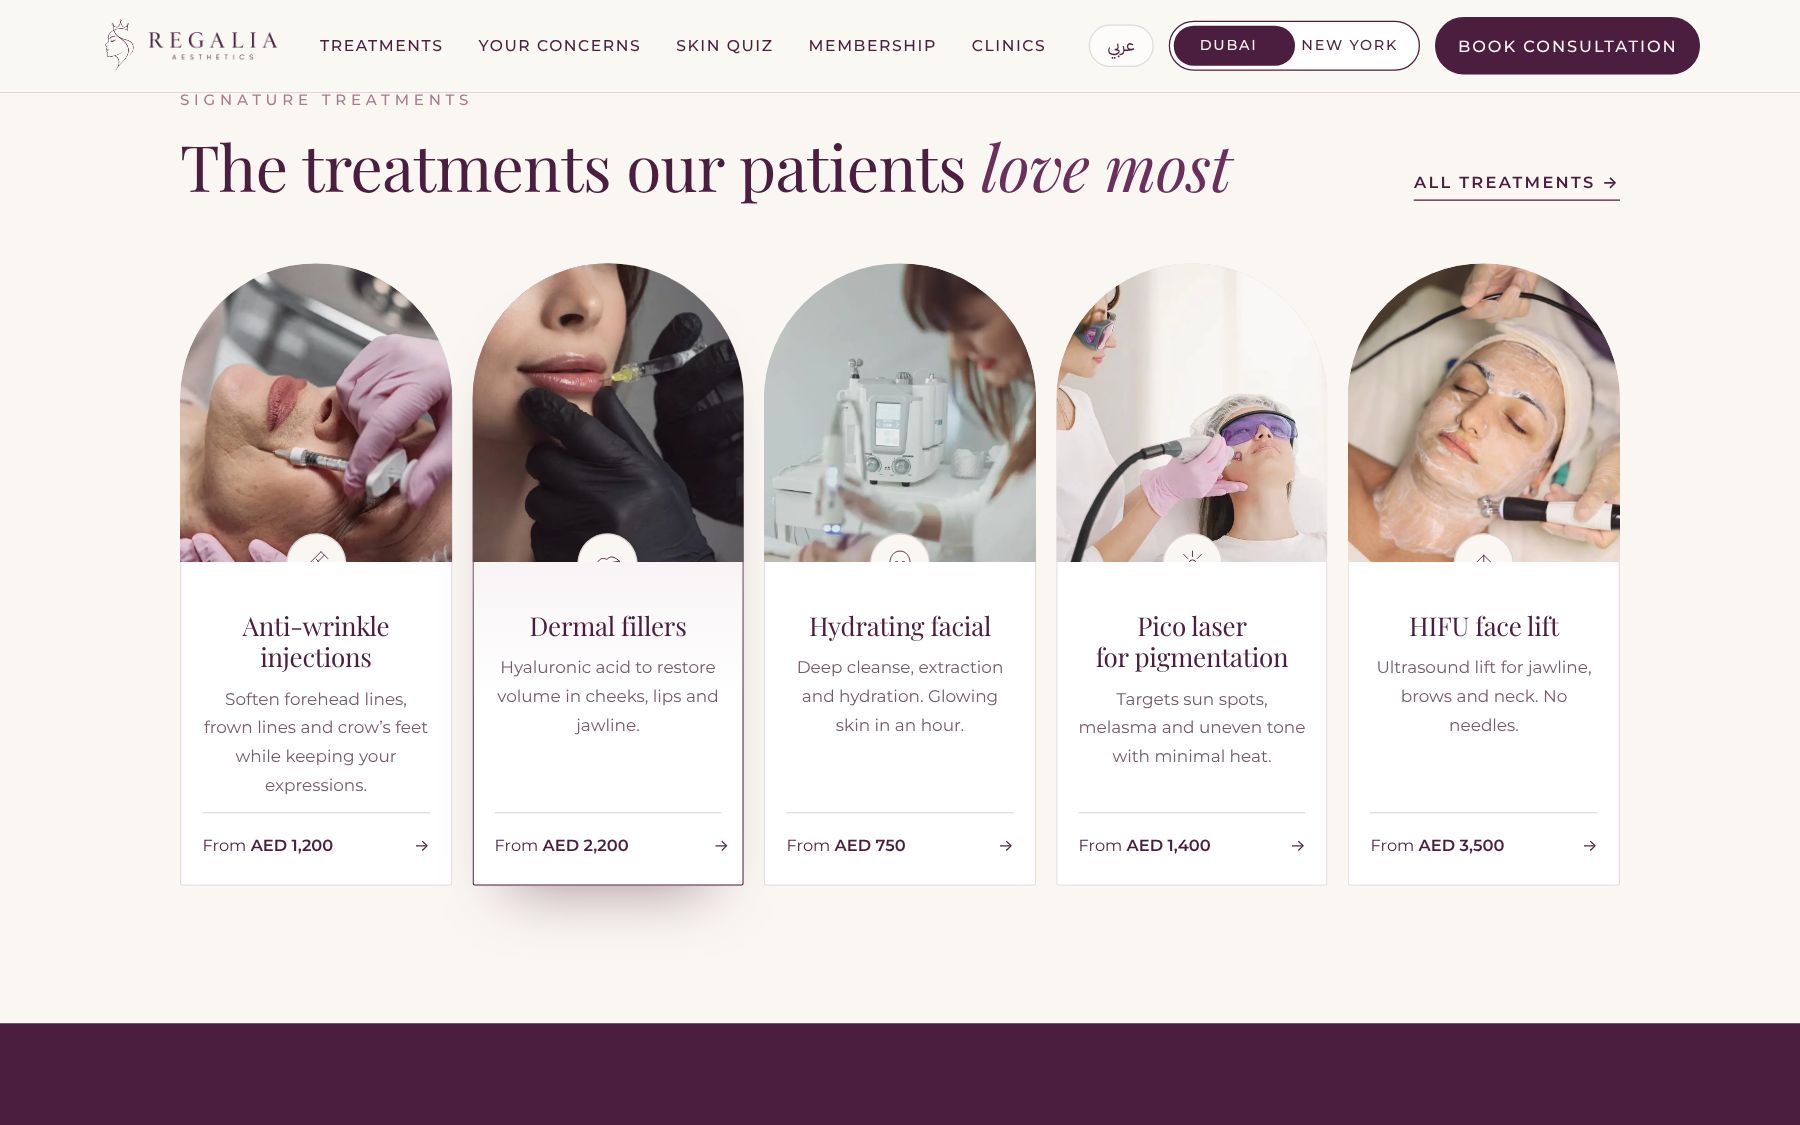 REGALIA
AESTHETICS
TREATMENTS
YOUR CONCERNS
SKIN QUIZ
MEMBERSHIP
CLINICS
عربي
DUBAI
NEW YORK
BOOK CONSULTATION
SIGNATURE TREATMENTS
The treatments our patients love most
ALL TREATMENTS →
Anti-wrinkle
injections
Soften forehead lines,
frown lines and crow’s feet
while keeping your
expressions.
From AED 1,200 →
Dermal fillers
Hyaluronic acid to restore
volume in cheeks, lips and
jawline.
From AED 2,200 →
Hydrating facial
Deep cleanse, extraction
and hydration. Glowing
skin in an hour.
From AED 750 →
Pico laser
for pigmentation
Targets sun spots,
melasma and uneven tone
with minimal heat.
From AED 1,400 →
HIFU face lift
Ultrasound lift for jawline,
brows and neck. No
needles.
From AED 3,500 →